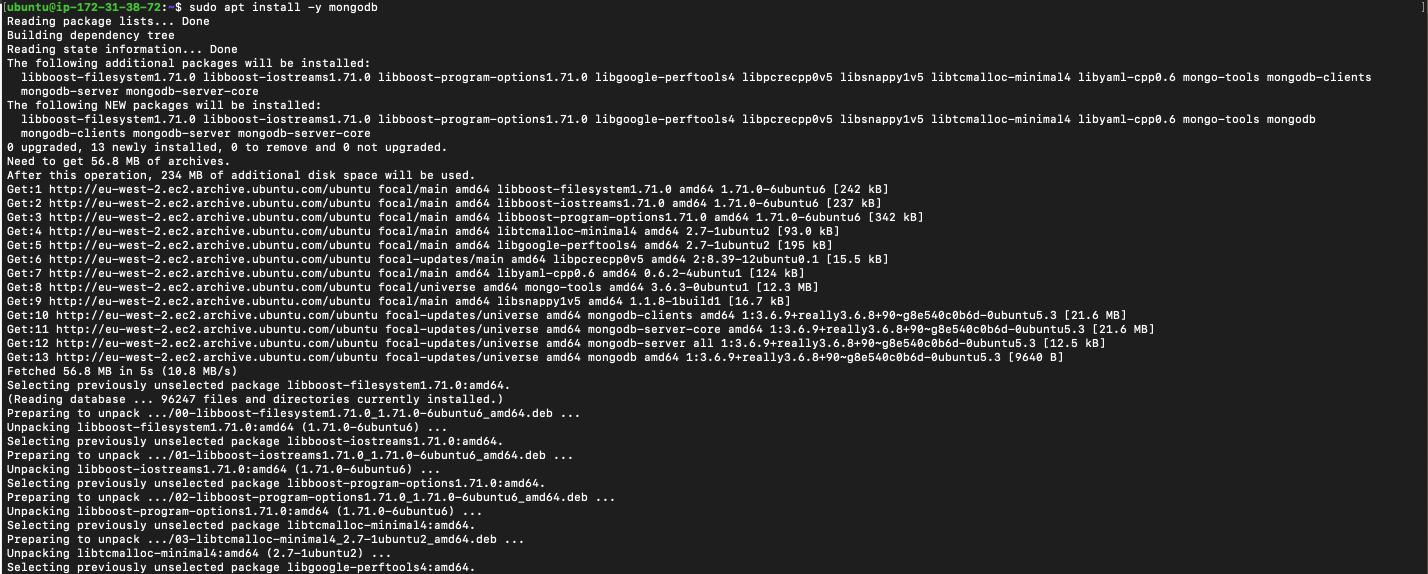 [ubuntu@ip-172-31-38-72:~$ sudo apt install -y mongodb ]
Reading package lists... Done
Building dependency tree
Reading state information... Done
The following additional packages will be installed:
  libboost-filesystem1.71.0 libboost-iostreams1.71.0 libboost-program-options1.71.0 libgoogle-perftools4 libpcrecpp0v5 libsnappy1v5 libtcmalloc-minimal4 libyaml-cpp0.6 mongo-tools mongodb-clients
  mongodb-server mongodb-server-core
The following NEW packages will be installed:
  libboost-filesystem1.71.0 libboost-iostreams1.71.0 libboost-program-options1.71.0 libgoogle-perftools4 libpcrecpp0v5 libsnappy1v5 libtcmalloc-minimal4 libyaml-cpp0.6 mongo-tools mongodb
  mongodb-clients mongodb-server mongodb-server-core
0 upgraded, 13 newly installed, 0 to remove and 0 not upgraded.
Need to get 56.8 MB of archives.
After this operation, 234 MB of additional disk space will be used.
Get:1 http://eu-west-2.ec2.archive.ubuntu.com/ubuntu focal/main amd64 libboost-filesystem1.71.0 amd64 1.71.0-6ubuntu6 [242 kB]
Get:2 http://eu-west-2.ec2.archive.ubuntu.com/ubuntu focal/main amd64 libboost-iostreams1.71.0 amd64 1.71.0-6ubuntu6 [237 kB]
Get:3 http://eu-west-2.ec2.archive.ubuntu.com/ubuntu focal/main amd64 libboost-program-options1.71.0 amd64 1.71.0-6ubuntu6 [342 kB]
Get:4 http://eu-west-2.ec2.archive.ubuntu.com/ubuntu focal/main amd64 libtcmalloc-minimal4 amd64 2.7-1ubuntu2 [93.0 kB]
Get:5 http://eu-west-2.ec2.archive.ubuntu.com/ubuntu focal/main amd64 libgoogle-perftools4 amd64 2.7-1ubuntu2 [195 kB]
Get:6 http://eu-west-2.ec2.archive.ubuntu.com/ubuntu focal-updates/main amd64 libpcrecpp0v5 amd64 2:8.39-12ubuntu0.1 [15.5 kB]
Get:7 http://eu-west-2.ec2.archive.ubuntu.com/ubuntu focal/main amd64 libyaml-cpp0.6 amd64 0.6.2-4ubuntu1 [124 kB]
Get:8 http://eu-west-2.ec2.archive.ubuntu.com/ubuntu focal/universe amd64 mongo-tools amd64 3.6.3-0ubuntu1 [12.3 MB]
Get:9 http://eu-west-2.ec2.archive.ubuntu.com/ubuntu focal/main amd64 libsnappy1v5 amd64 1.1.8-1build1 [16.7 kB]
Get:10 http://eu-west-2.ec2.archive.ubuntu.com/ubuntu focal-updates/universe amd64 mongodb-clients amd64 1:3.6.9+really3.6.8+90~g8e540c0b6d-0ubuntu5.3 [21.6 MB]
Get:11 http://eu-west-2.ec2.archive.ubuntu.com/ubuntu focal-updates/universe amd64 mongodb-server-core amd64 1:3.6.9+really3.6.8+90~g8e540c0b6d-0ubuntu5.3 [21.6 MB]
Get:12 http://eu-west-2.ec2.archive.ubuntu.com/ubuntu focal-updates/universe amd64 mongodb-server all 1:3.6.9+really3.6.8+90~g8e540c0b6d-0ubuntu5.3 [12.5 kB]
Get:13 http://eu-west-2.ec2.archive.ubuntu.com/ubuntu focal-updates/universe amd64 mongodb amd64 1:3.6.9+really3.6.8+90~g8e540c0b6d-0ubuntu5.3 [9640 B]
Fetched 56.8 MB in 5s (10.8 MB/s)
Selecting previously unselected package libboost-filesystem1.71.0:amd64.
(Reading database ... 96247 files and directories currently installed.)
Preparing to unpack .../00-libboost-filesystem1.71.0_1.71.0-6ubuntu6_amd64.deb ...
Unpacking libboost-filesystem1.71.0:amd64 (1.71.0-6ubuntu6) ...
Selecting previously unselected package libboost-iostreams1.71.0:amd64.
Preparing to unpack .../01-libboost-iostreams1.71.0_1.71.0-6ubuntu6_amd64.deb ...
Unpacking libboost-iostreams1.71.0:amd64 (1.71.0-6ubuntu6) ...
Selecting previously unselected package libboost-program-options1.71.0:amd64.
Preparing to unpack .../02-libboost-program-options1.71.0_1.71.0-6ubuntu6_amd64.deb ...
Unpacking libboost-program-options1.71.0:amd64 (1.71.0-6ubuntu6) ...
Selecting previously unselected package libtcmalloc-minimal4:amd64.
Preparing to unpack .../03-libtcmalloc-minimal4_2.7-1ubuntu2_amd64.deb ...
Unpacking libtcmalloc-minimal4:amd64 (2.7-1ubuntu2) ...
Selecting previously unselected package libgoogle-perftools4:amd64.